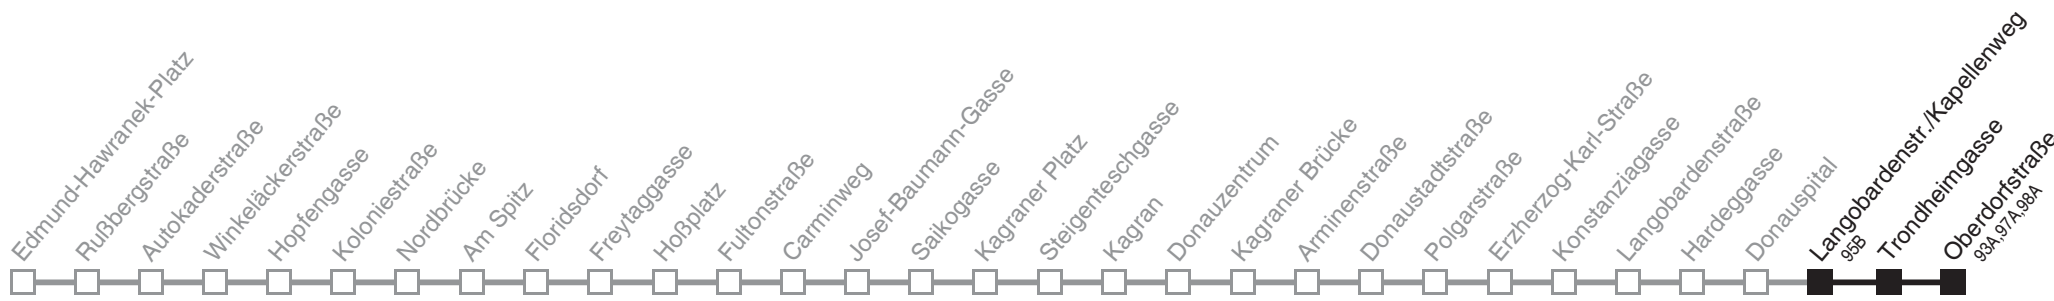 Edmund-Hawranek-Platz
Rußbergstraße
Autokaderstraße
Winkeläckerstraße
Hopfengasse
Koloniestraße
Nordbrücke
Am Spitz
Floridsdorf
Freytaggasse
Hoßplatz
Fultonstraße
Carminweg
Josef-Baumann-Gasse
Saikogasse
Kagraner Platz
Steigenteschgasse
Kagran
Donauzentrum
Kagraner Brücke
Arminenstraße
Donaustadtstraße
Polgarstraße
Erzherzog-Karl-Straße
Konstanziagasse
Langobardenstraße
Hardeggasse
Donauspital
Langobardenstr./Kapellenweg
95B
Trondheimgasse
Oberdorfstraße
93A,97A,98A